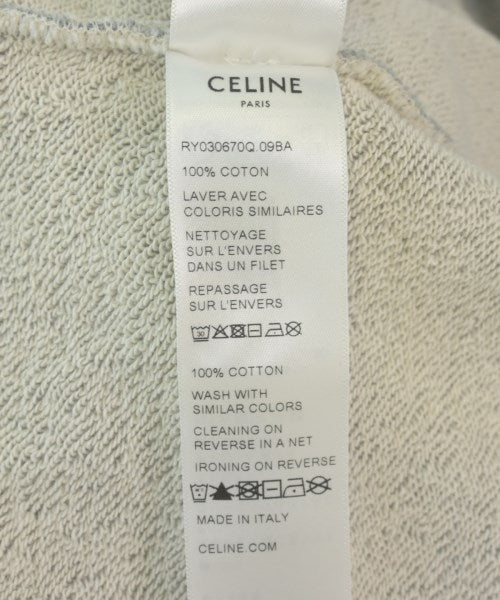 CELINE
PARIS
RY030670Q.09BA
100% COTON
LAVER AVEC
COLORIS SIMILAIRES
NETTOYAGE
SUR L'ENVERS
DANS UN FILET
REPASSAGE
SUR L'ENVERS
30
100% COTTON
WASH WITH
SIMILAR COLORS
CLEANING ON
REVERSE IN A NET
IRONING ON REVERSE
MADE IN ITALY
CELINE.COM